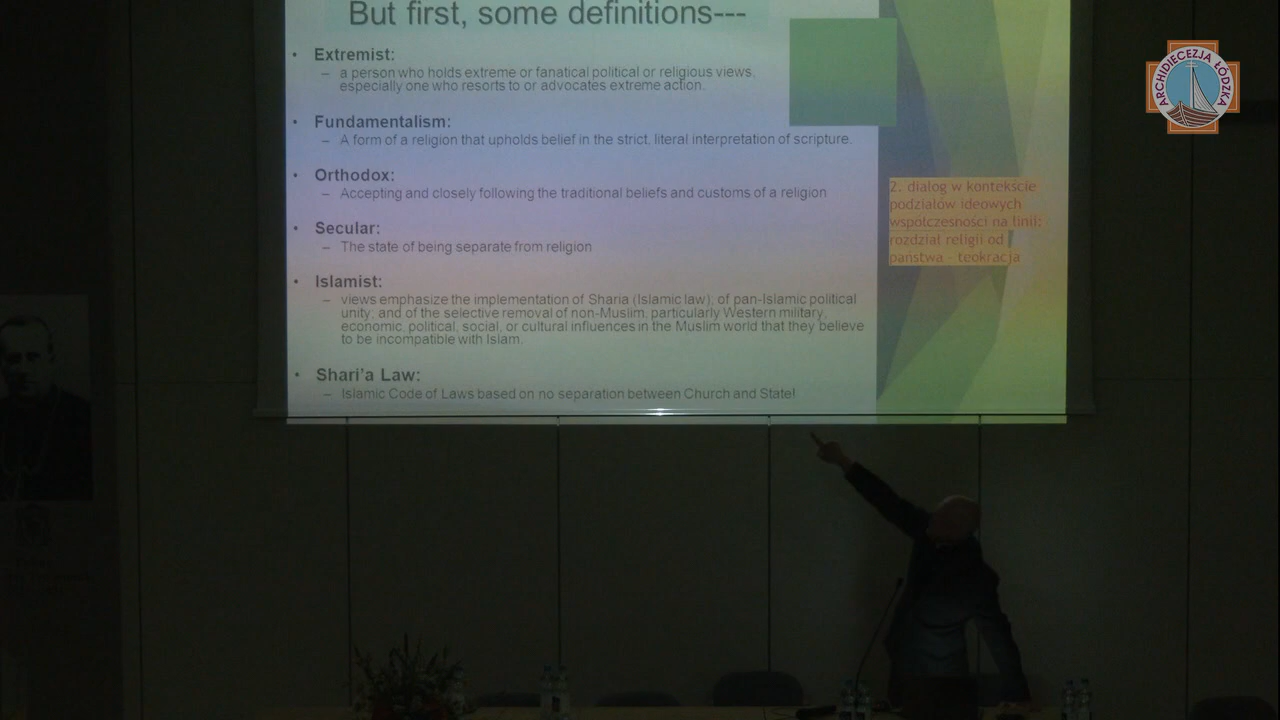 But first, some definitions---
• Extremist:
– a person who holds extreme or fanatical political or religious views,
especially one who resorts to or advocates extreme action.
• Fundamentalism:
– A form of a religion that upholds belief in the strict, literal interpretation of scripture.
• Orthodox:
– Accepting and closely following the traditional beliefs and customs of a religion
• Secular:
– The state of being separate from religion
• Islamist:
– views emphasize the implementation of Sharia (Islamic law); of pan-Islamic political
unity; and of the selective removal of non-Muslim, particularly Western military,
economic, political, social, or cultural influences in the Muslim world that they believe
to be incompatible with Islam.
• Shari'a Law:
– Islamic Code of Laws based on no separation between Church and State!
2. dialog w kontekście
podziałów ideowych
współczesności na linii:
rozdział religii od
państwa - teokracja
ARCHIDIECEZJA ŁÓDZKA